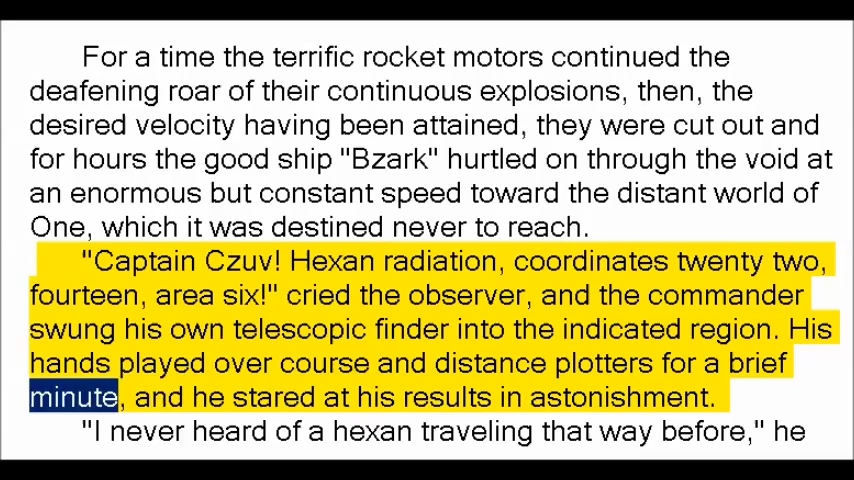 For a time the terrific rocket motors continued the
deafening roar of their continuous explosions, then, the
desired velocity having been attained, they were cut out and
for hours the good ship "Bzark" hurtled on through the void at
an enormous but constant speed toward the distant world of
One, which it was destined never to reach.
"Captain Czuv! Hexan radiation, coordinates twenty two,
fourteen, area six!" cried the observer, and the commander
swung his own telescopic finder into the indicated region. His
hands played over course and distance plotters for a brief
minute, and he stared at his results in astonishment.
"I never heard of a hexan traveling that way before," he